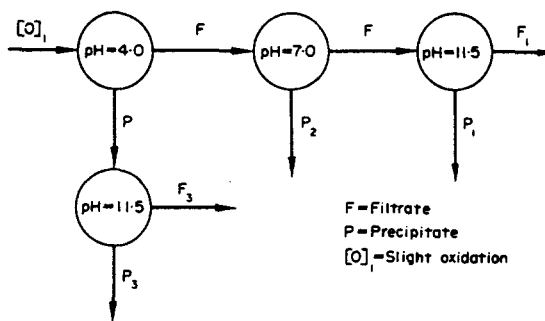 [O]₁
pH=4·0
F
pH=7·0
F
pH=11·5
F₁
P
P₂
P₁
pH=11·5
F₃
P₃
F=Filtrate
P=Precipitate
[O]₁=Slight oxidation